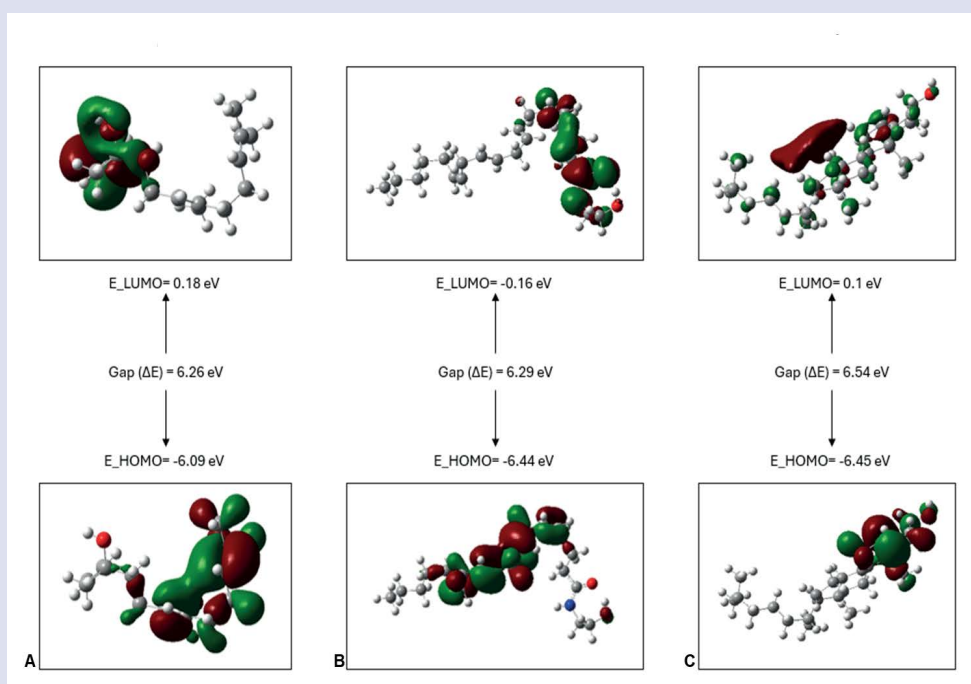 E_LUMO= 0.18 eV
E_LUMO= -0.16 eV
E_LUMO= 0.1 eV
Gap (ΔE) = 6.26 eV
Gap (ΔE) = 6.29 eV
Gap (ΔE) = 6.54 eV
E_HOMO= -6.09 eV
E_HOMO= -6.44 eV
E_HOMO= -6.45 eV
A
B
C